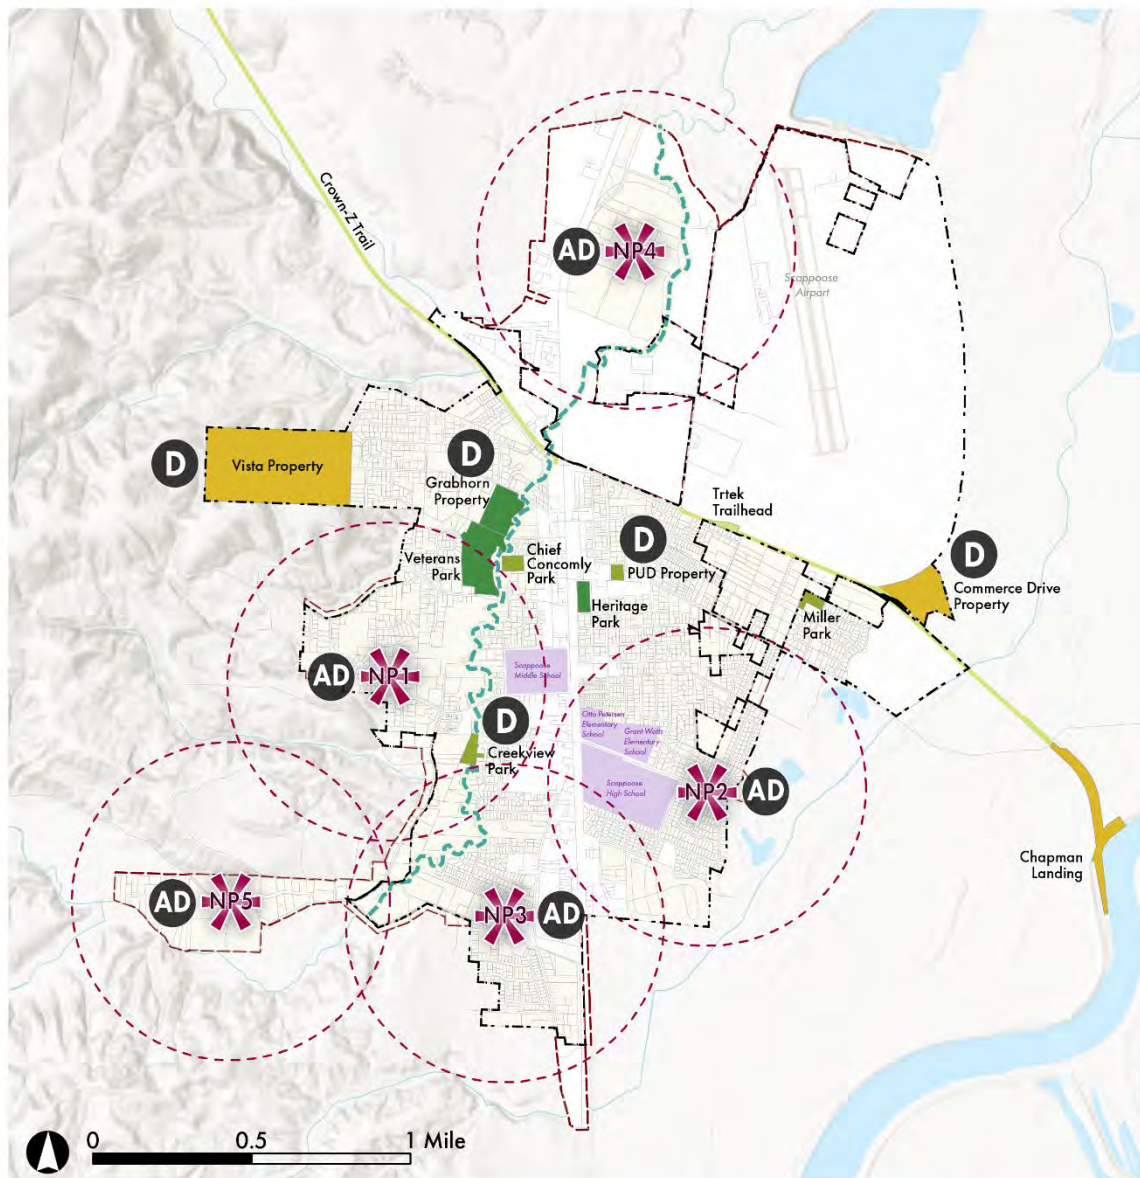 Crown-Z Trail
AD
NP4
Scappoose
Airport
D
Vista Property
D
Grabhorn
Property
Trtek
Trailhead
Veterans
Park
Chief
Concomly
Park
D
PUD Property
D
Commerce Drive
Property
Heritage
Park
Miller
Park
AD
NP1
Scappoose
Middle School
D
Creekview
Park
Otto Petersen
Elementary
School
Grant Watts
Elementary
School
Scappoose
High School
NP2
AD
Chapman
Landing
AD
NP5
NP3
AD
0
0.5
1 Mile